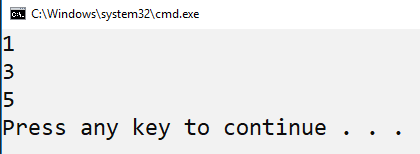 C:\Windows\system32\cmd.exe
1
3
5
Press any key to continue . . .